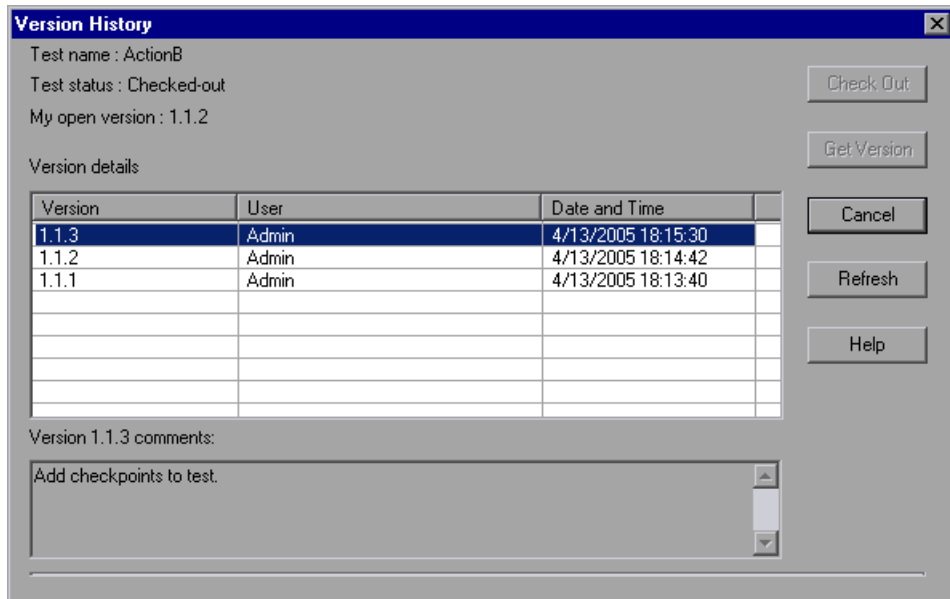 Version History
Test name : ActionB
Test status : Checked-out
My open version : 1.1.2
Check Out
Get Version
Version details
Version User Date and Time
Cancel
1.1.3 Admin 4/13/2005 18:15:30
1.1.2 Admin 4/13/2005 18:14:42
1.1.1 Admin 4/13/2005 18:13:40
Refresh
Help
Version 1.1.3 comments:
Add checkpoints to test.